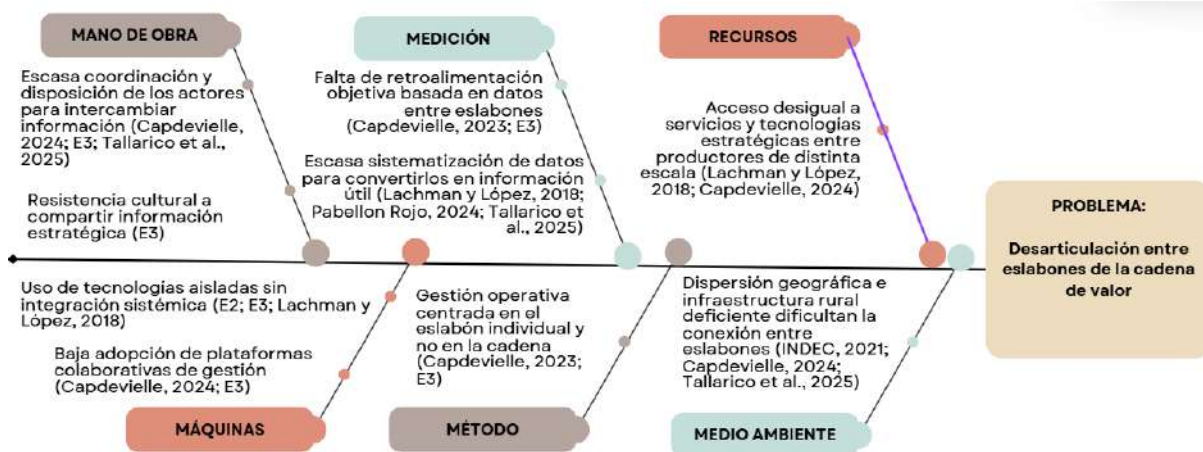 MANO DE OBRA
Escasa coordinación y
disposición de los actores
para intercambiar
información (Capdevielle,
2024; E3; Tallarico et al.,
2025)
Resistencia cultural a
compartir información
estratégica (E3)
MEDICIÓN
Falta de retroalimentación
objetiva basada en datos
entre eslabones
(Capdevielle, 2023; E3)
Escasa sistematización de datos
para convertirlos en información
útil (Lachman y López, 2018;
Pabellon Rojo, 2024; Tallarico et
al., 2025)
RECURSOS
Acceso desigual a
servicios y tecnologías
estratégicas entre
productores de distinta
escala (Lachman y López,
2018; Capdevielle, 2024)
PROBLEMA:
Desarticulación entre
eslabones de la cadena
de valor
Uso de tecnologías aisladas sin
integración sistémica (E2; E3; Lachman y
López, 2018)
Baja adopción de plataformas
colaborativas de gestión
(Capdevielle, 2024; E3)
MÁQUINAS
Gestión operativa
centrada en el
eslabón individual y
no en la cadena
(Capdevielle, 2023;
E3)
MÉTODO
Dispersión geográfica e
infraestructura rural
deficiente dificultan la
conexión entre
eslabones (INDEC, 2021;
Capdevielle, 2024;
Tallarico et al., 2025)
MEDIO AMBIENTE